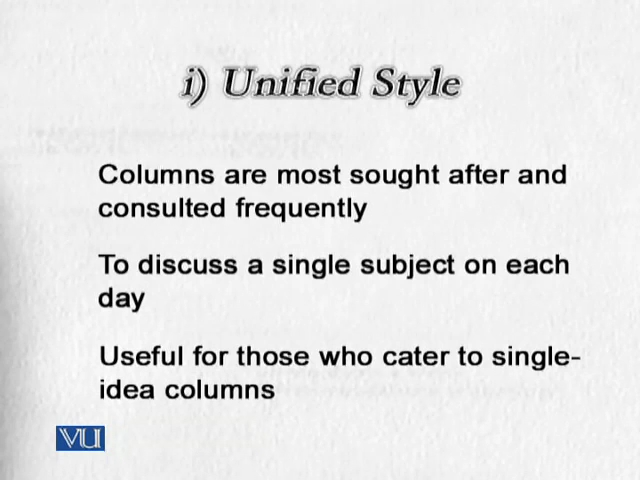 i) Unified Style
Columns are most sought after and
consulted frequently
To discuss a single subject on each
day
Useful for those who cater to single-
idea columns
VU